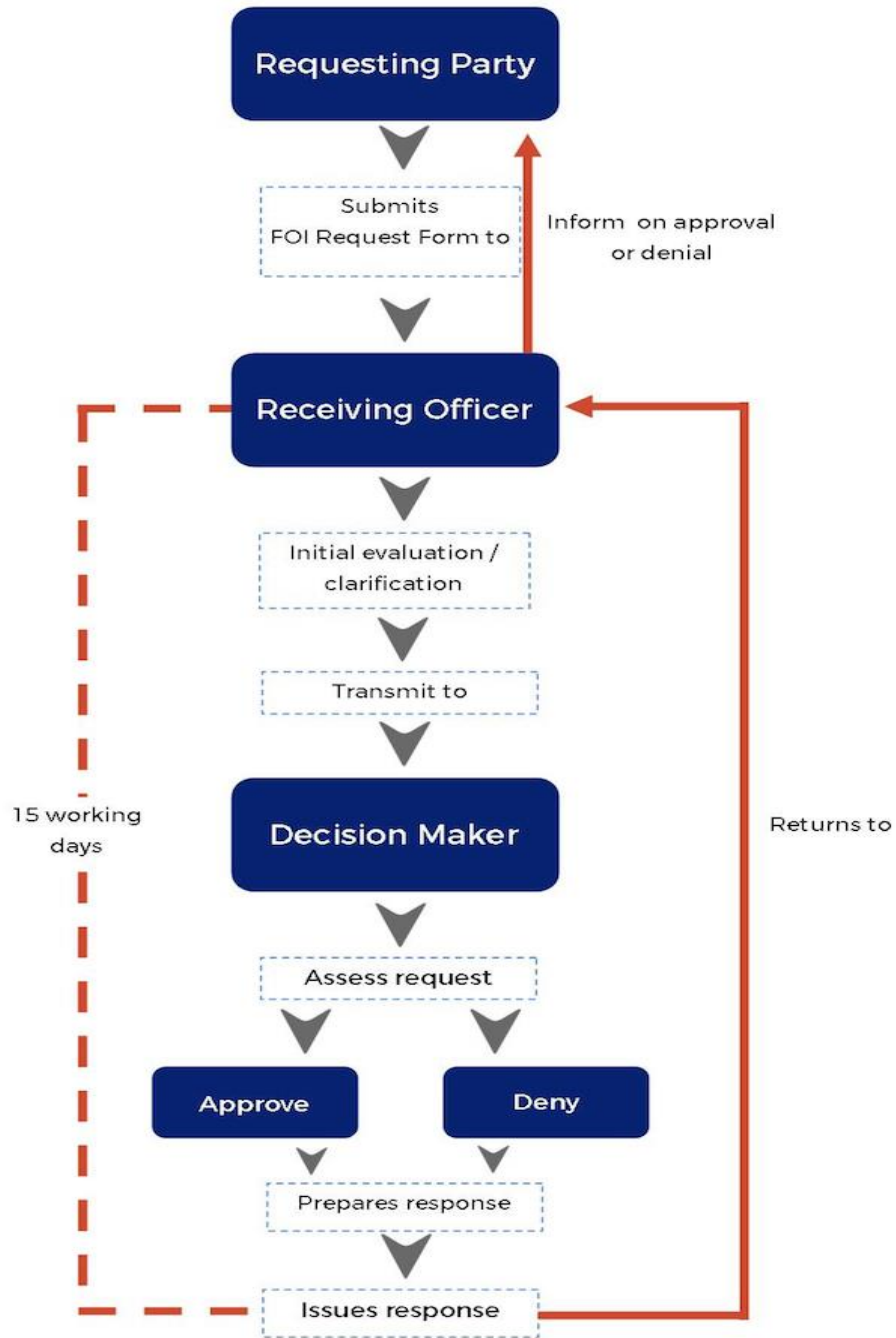 Requesting Party
Submits
FOI Request Form to
Inform on approval
or denial
Receiving Officer
Initial evaluation /
clarification
Transmit to
15 working
days
Decision Maker
Returns to
Assess request
Approve
Deny
Prepares response
Issues response